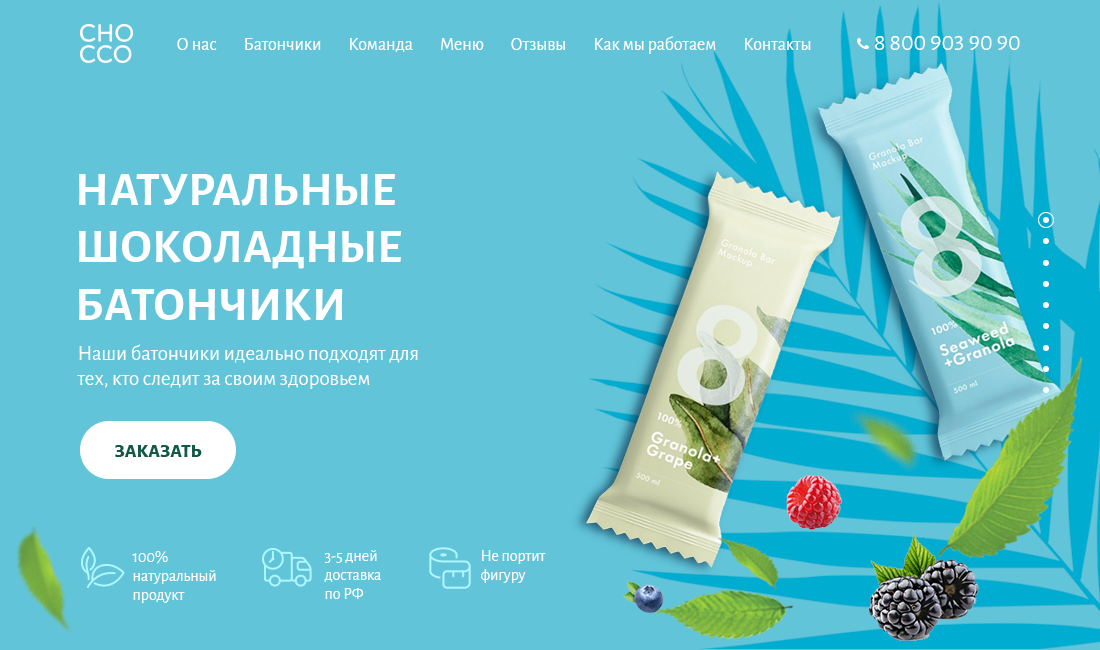 CHO
CCO
О нас
Батончики
Команда
Меню
Отзывы
Как мы работаем
Контакты
8 800 903 90 90
НАТУРАЛЬНЫЕ
ШОКОЛАДНЫЕ
БАТОНЧИКИ
Наши батончики идеально подходят для
тех, кто следит за своим здоровьем
ЗАКАЗАТЬ
100%
натуральный
продукт
3-5 дней
доставка
по РФ
Не портит
фигуру
Granola Bar
Mockup
8
100%
Granola+
Grape
500 ml
Granola Bar
Mockup
8
100%
Seaweed
+Granola
500 ml